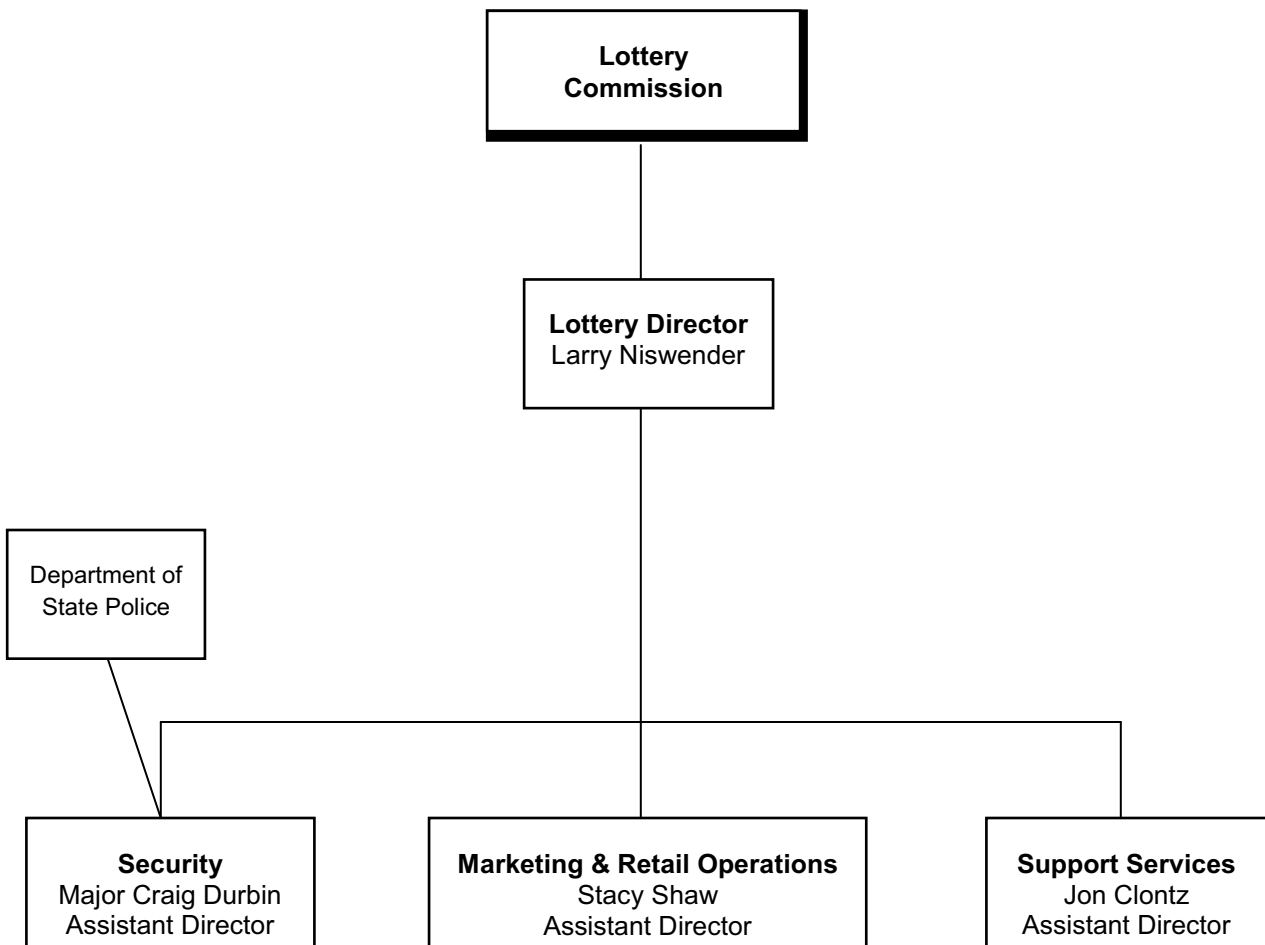 Lottery
Commission
Lottery Director
Larry Niswender
Department of
State Police
Security
Major Craig Durbin
Assistant Director
Marketing & Retail Operations
Stacy Shaw
Assistant Director
Support Services
Jon Clontz
Assistant Director